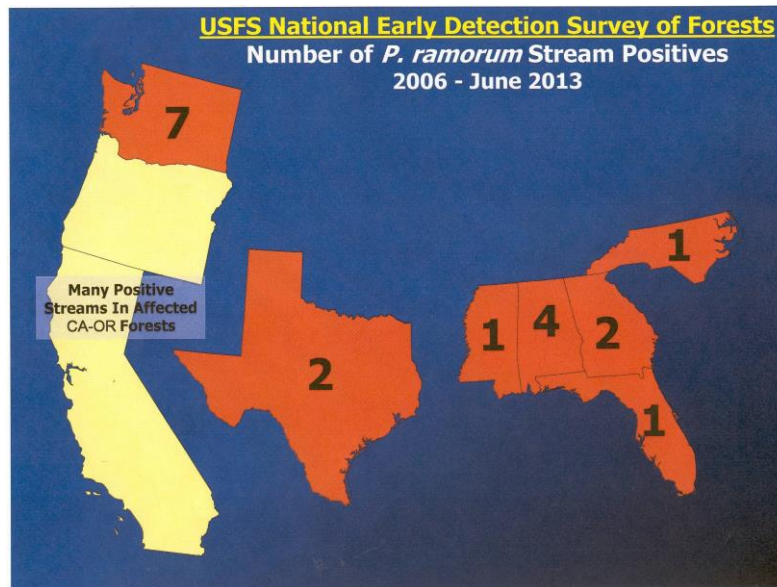 USFS National Early Detection Survey of Forests
Number of P. ramorum Stream Positives
2006 - June 2013
7
Many Positive
Streams In Affected
CA-OR Forests
2
1
4
2
1
1